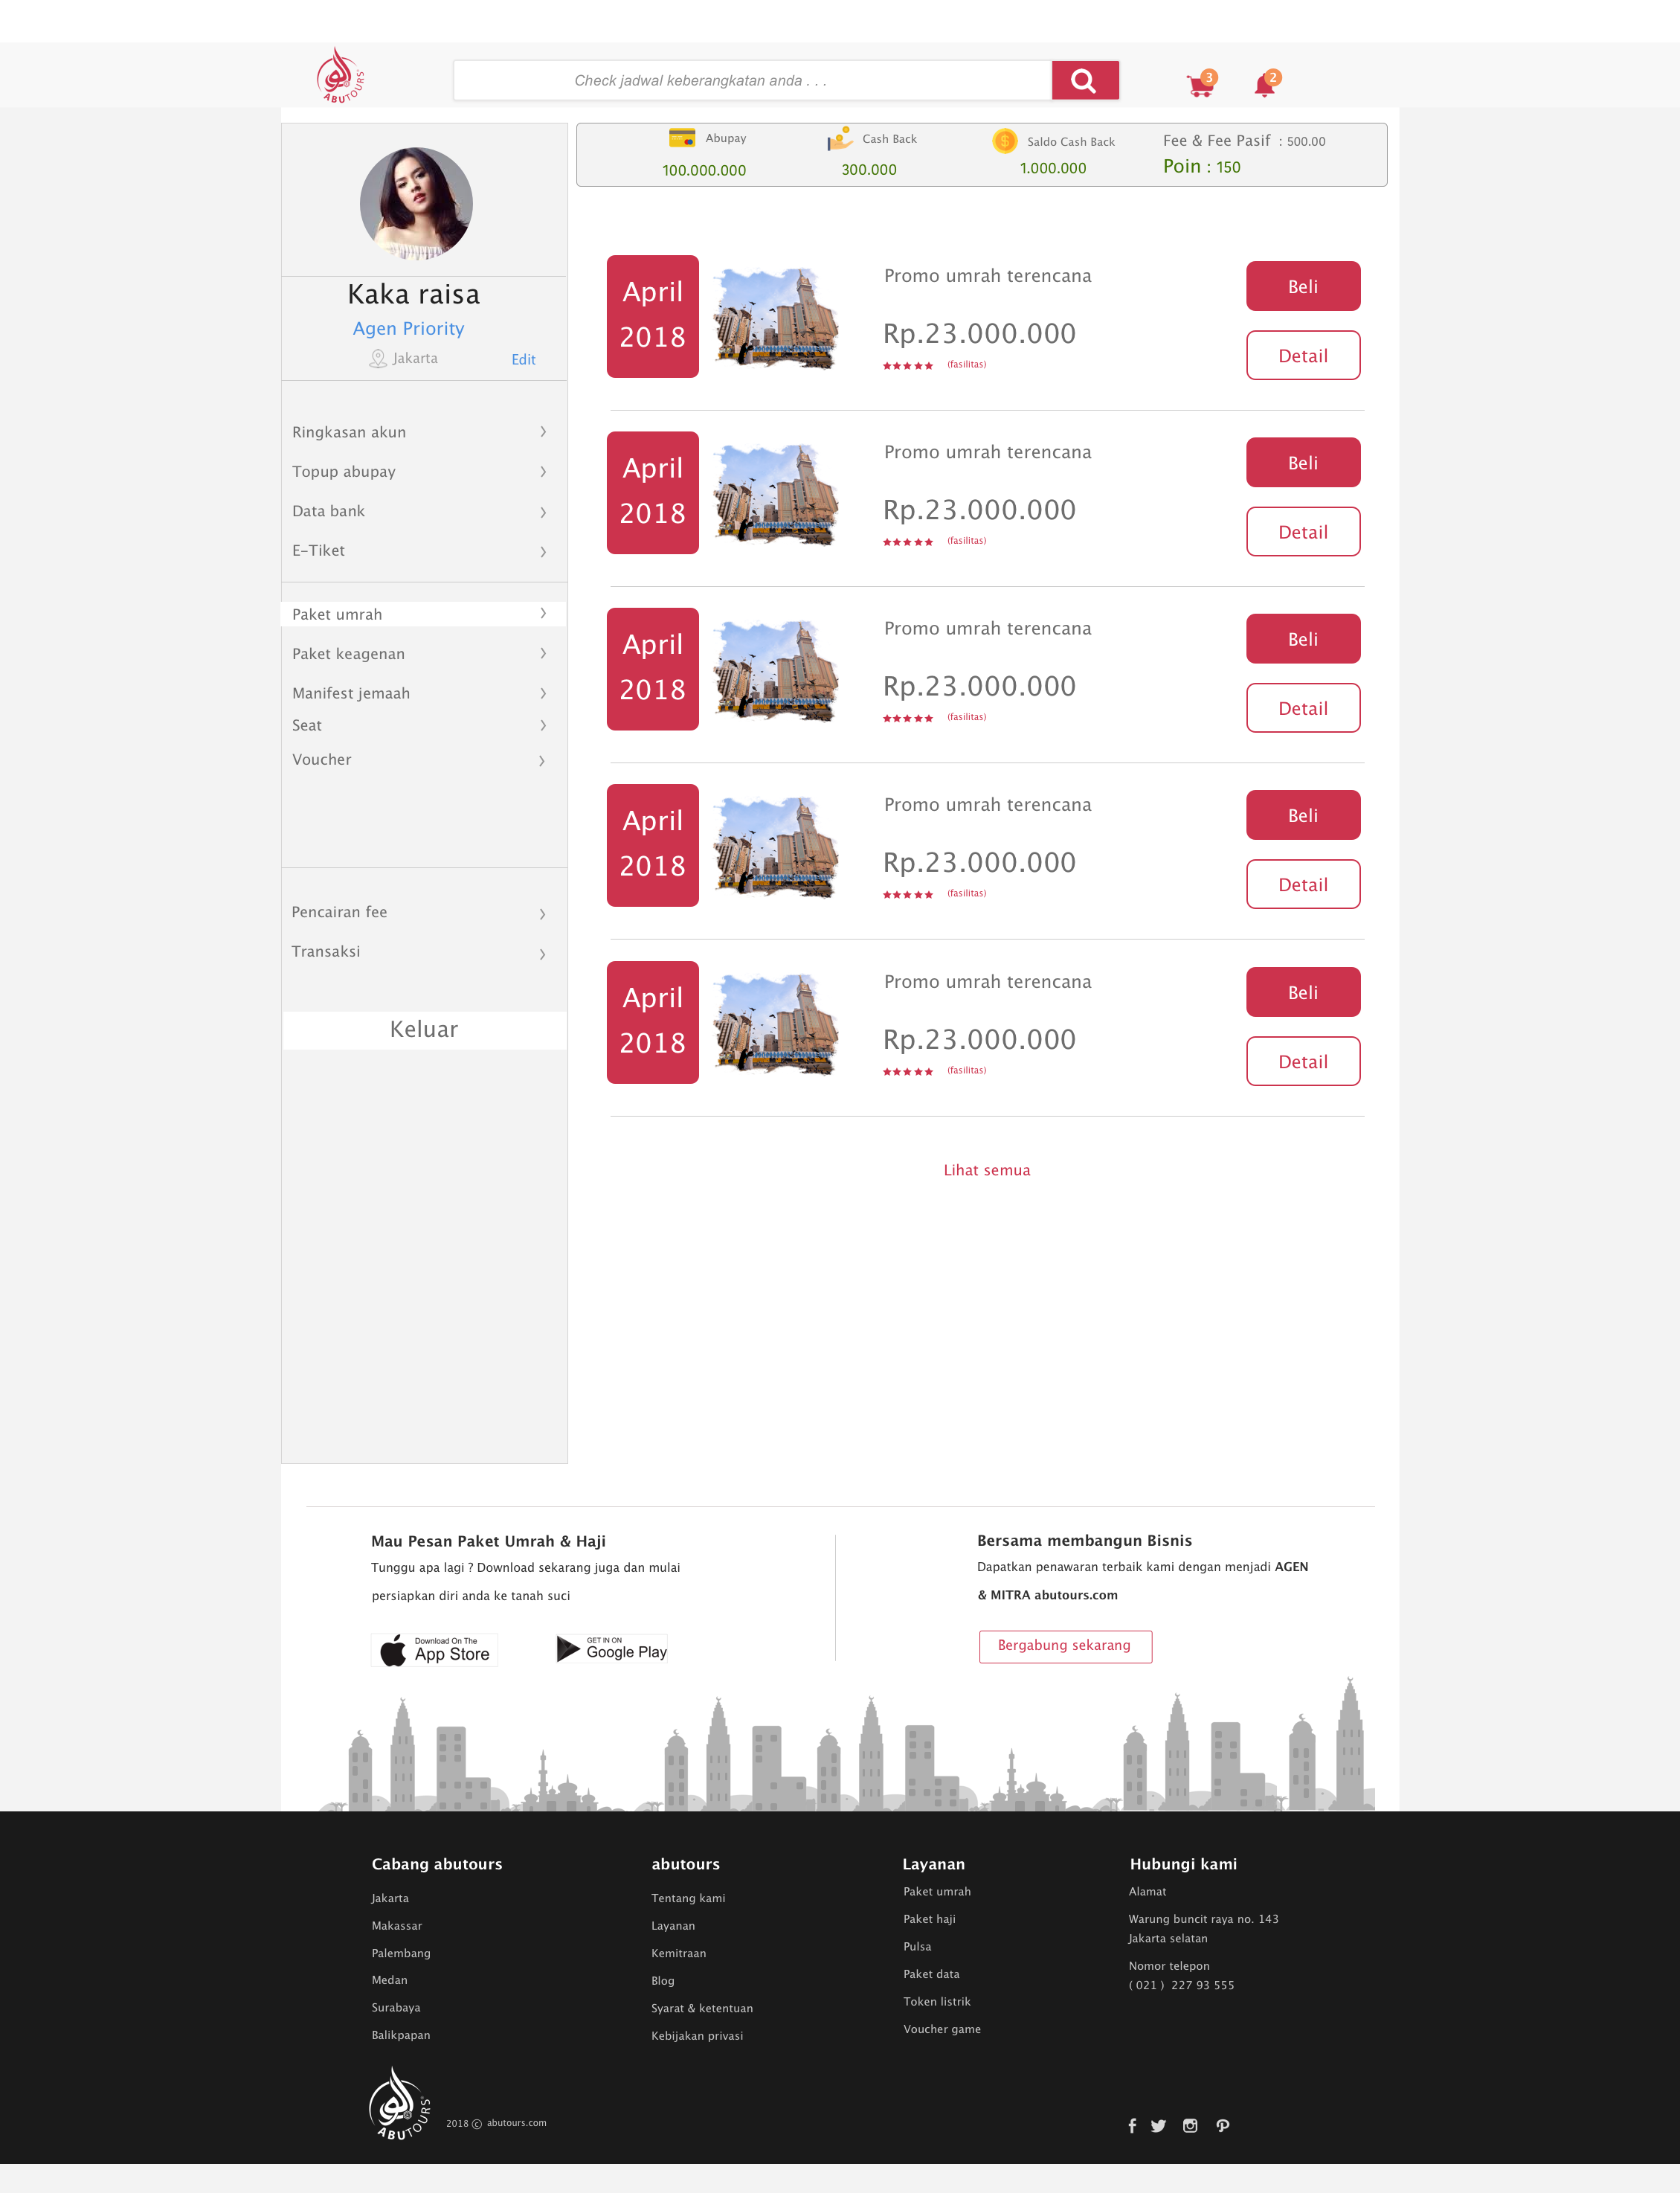 ABUTOURS
Check jadwal keberangkatan anda . . .
3
2
Abupay
100.000.000
Cash Back
300.000
Saldo Cash Back
1.000.000
Fee & Fee Pasif : 500.00
Poin : 150
Kaka raisa
Agen Priority
Jakarta
Edit
Ringkasan akun
Topup abupay
Data bank
E-Tiket
Paket umrah
Paket keagenan
Manifest jemaah
Seat
Voucher
Pencairan fee
Transaksi
Keluar
April
2018
Promo umrah terencana
Rp.23.000.000
(fasilitas)
Beli
Detail
April
2018
Promo umrah terencana
Rp.23.000.000
(fasilitas)
Beli
Detail
April
2018
Promo umrah terencana
Rp.23.000.000
(fasilitas)
Beli
Detail
April
2018
Promo umrah terencana
Rp.23.000.000
(fasilitas)
Beli
Detail
April
2018
Promo umrah terencana
Rp.23.000.000
(fasilitas)
Beli
Detail
Lihat semua
Mau Pesan Paket Umrah & Haji
Tunggu apa lagi ? Download sekarang juga dan mulai
persiapkan diri anda ke tanah suci
Download On The
App Store
GET IN ON
Google Play
Bersama membangun Bisnis
Dapatkan penawaran terbaik kami dengan menjadi AGEN
& MITRA abutours.com
Bergabung sekarang
Cabang abutours
Jakarta
Makassar
Palembang
Medan
Surabaya
Balikpapan
abutours
Tentang kami
Layanan
Kemitraan
Blog
Syarat & ketentuan
Kebijakan privasi
Layanan
Paket umrah
Paket haji
Pulsa
Paket data
Token listrik
Voucher game
Hubungi kami
Alamat
Warung buncit raya no. 143
Jakarta selatan
Nomor telepon
( 021 ) 227 93 555
ABUTOURS
2018 © abutours.com